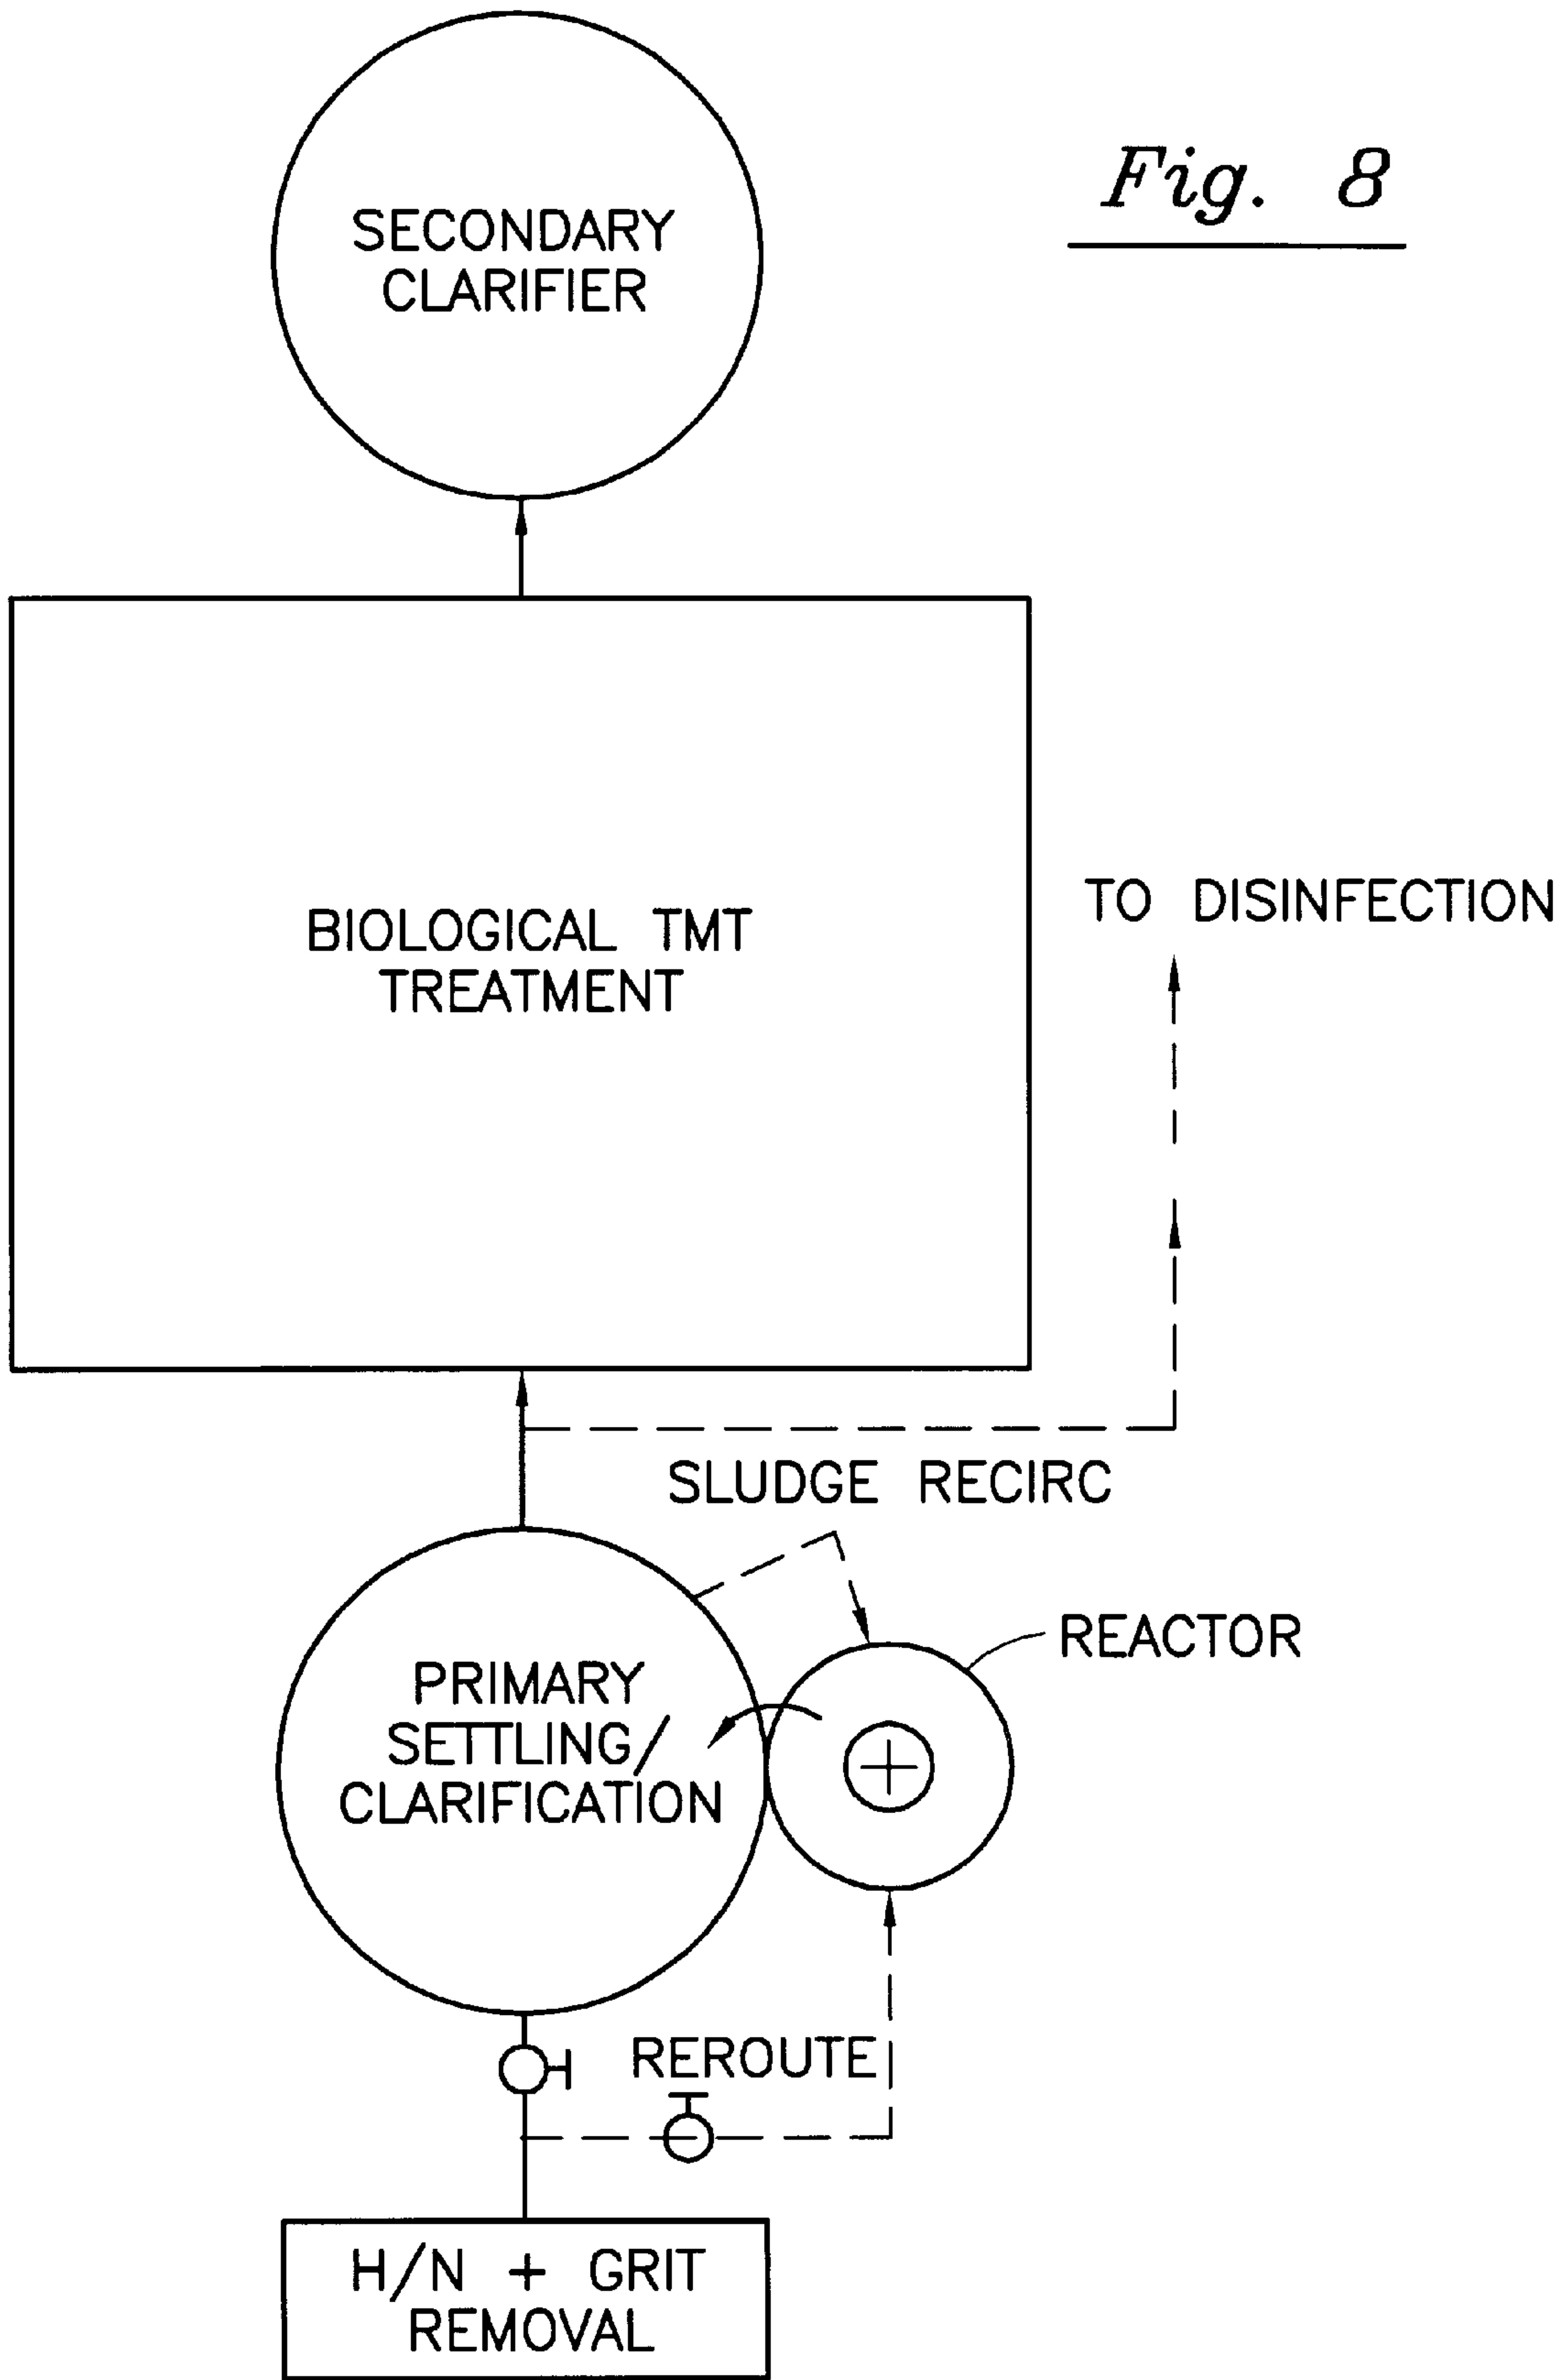 Fig. 8
SECONDARY
CLARIFIER
BIOLOGICAL TMT
TREATMENT
TO DISINFECTION
SLUDGE RECIRC
REACTOR
PRIMARY
SETTLING/
CLARIFICATION
REROUTE
H/N + GRIT
REMOVAL